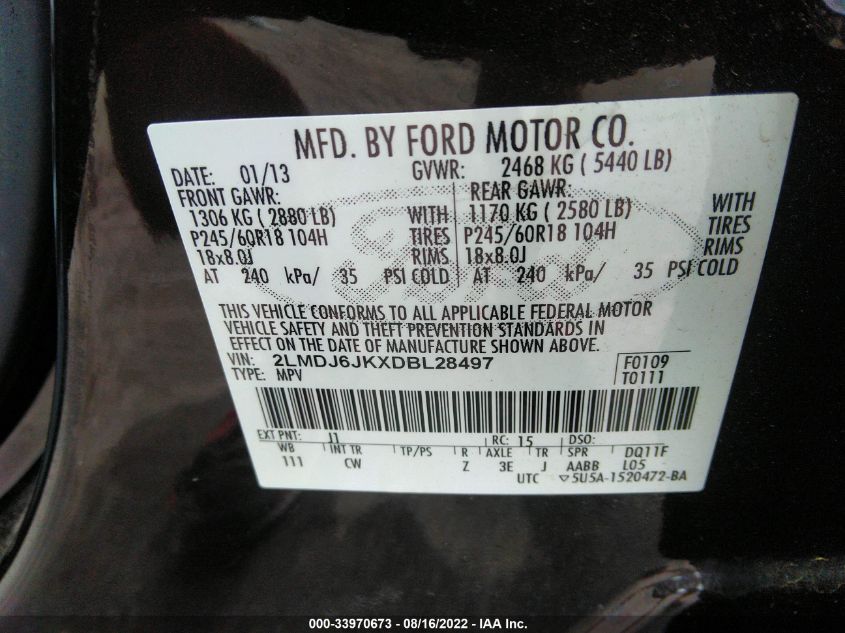 MFD. BY FORD MOTOR CO.
DATE: 01/13 GVWR: 2468 KG ( 5440 LB)
FRONT GAWR: REAR GAWR:
1306 KG ( 2880 LB) WITH 1170 KG ( 2580 LB) WITH
P245/60R18 104H TIRES P245/60R18 104H TIRES
18x8.0J RIMS 18x8.0J RIMS
AT 240 kPa/ 35 PSI COLD AT 240 kPa/ 35 PSI COLD
THIS VEHICLE CONFORMS TO ALL APPLICABLE FEDERAL MOTOR
VEHICLE SAFETY AND THEFT PREVENTION STANDARDS IN
EFFECT ON THE DATE OF MANUFACTURE SHOWN ABOVE.
VIN: 2LMDJ6JKXDBL28497 F0109
TYPE: MPV T0111
EXT PNT: J1 RC: 15 DSO:
WB INT TR TP/PS R AXLE TR SPR DQ11F
111 CW Z 3E J AABB L05
UTC ▽5U5A-1520472-BA
000-33970673 - 08/16/2022 - IAA Inc.